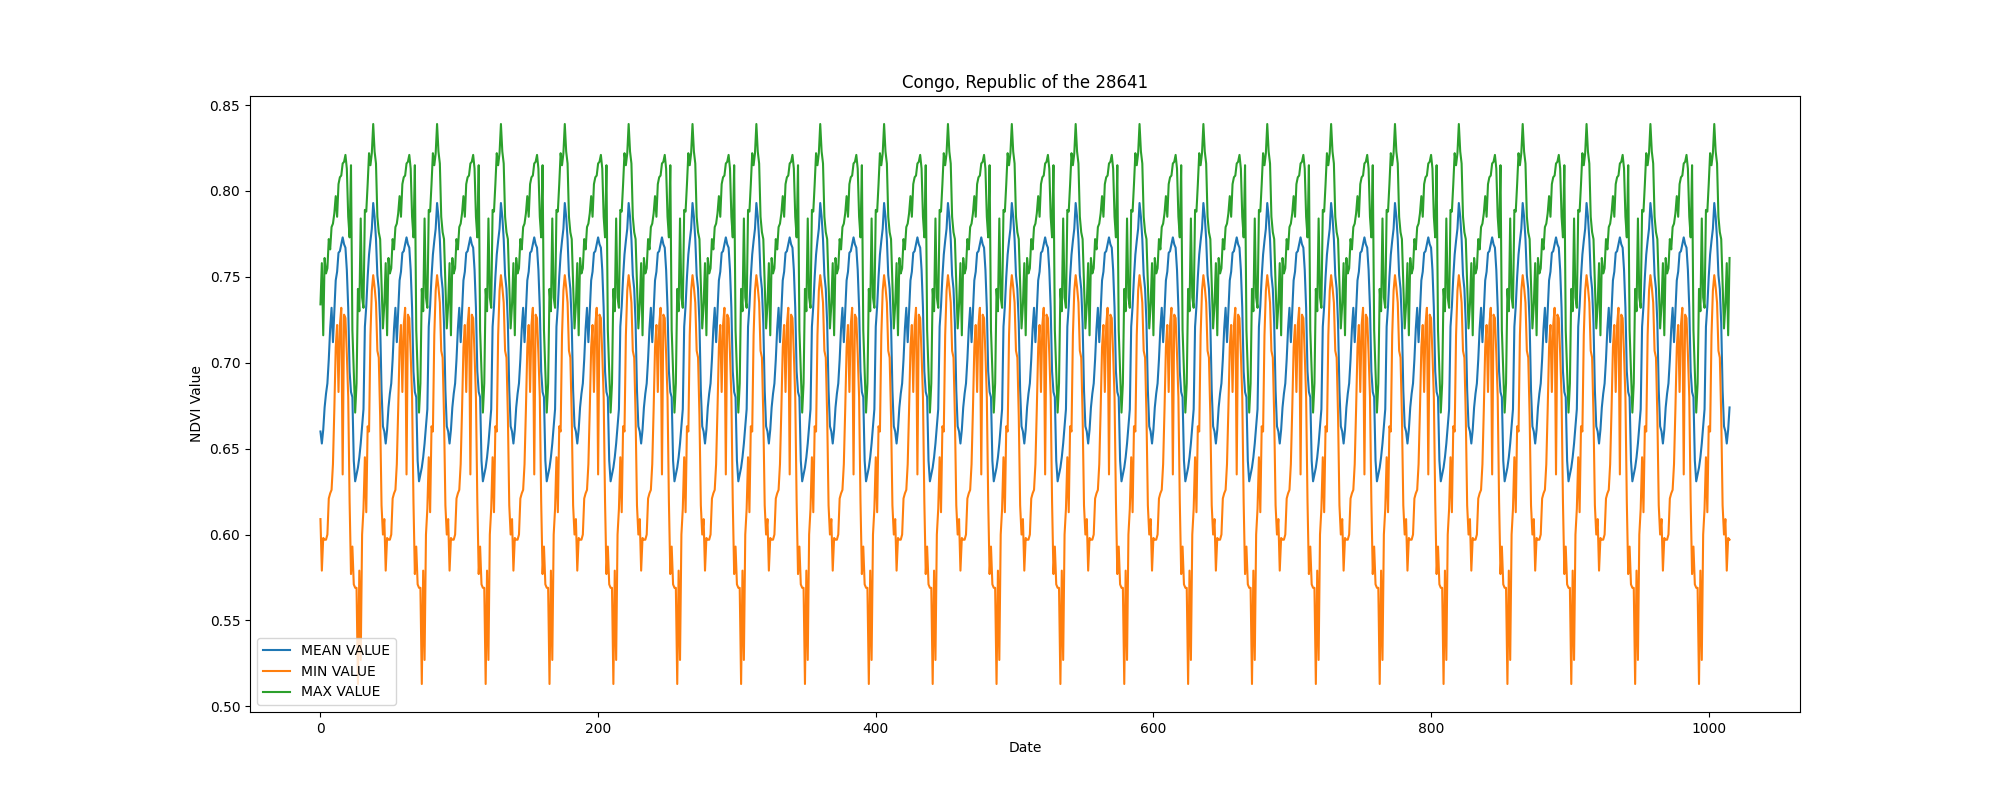 Congo, Republic of the 28641
0.85
0.80
0.75
0.70
0.65
0.60
0.55
0.50
NDVI Value
MEAN VALUE
MIN VALUE
MAX VALUE
0 200 400 600 800 1000
Date